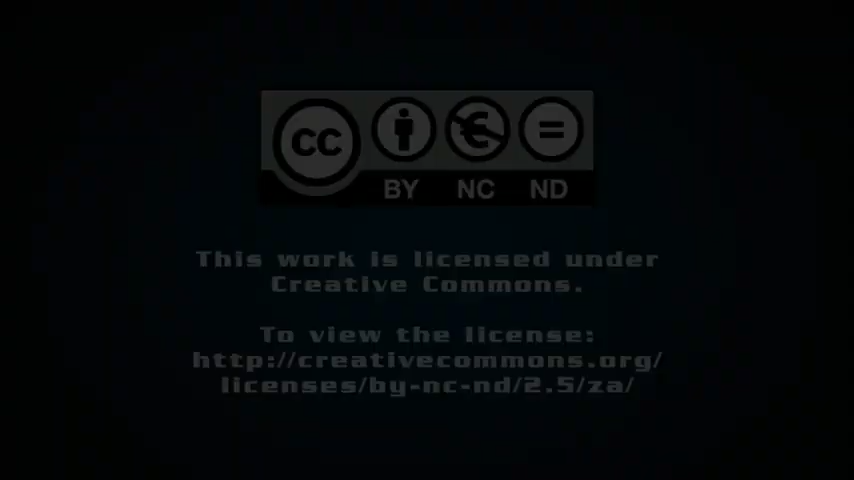 CC
BY NC ND
This work is licensed under
Creative Commons.
To view the license:
http://creativecommons.org/
licenses/by-nc-nd/2.5/za/